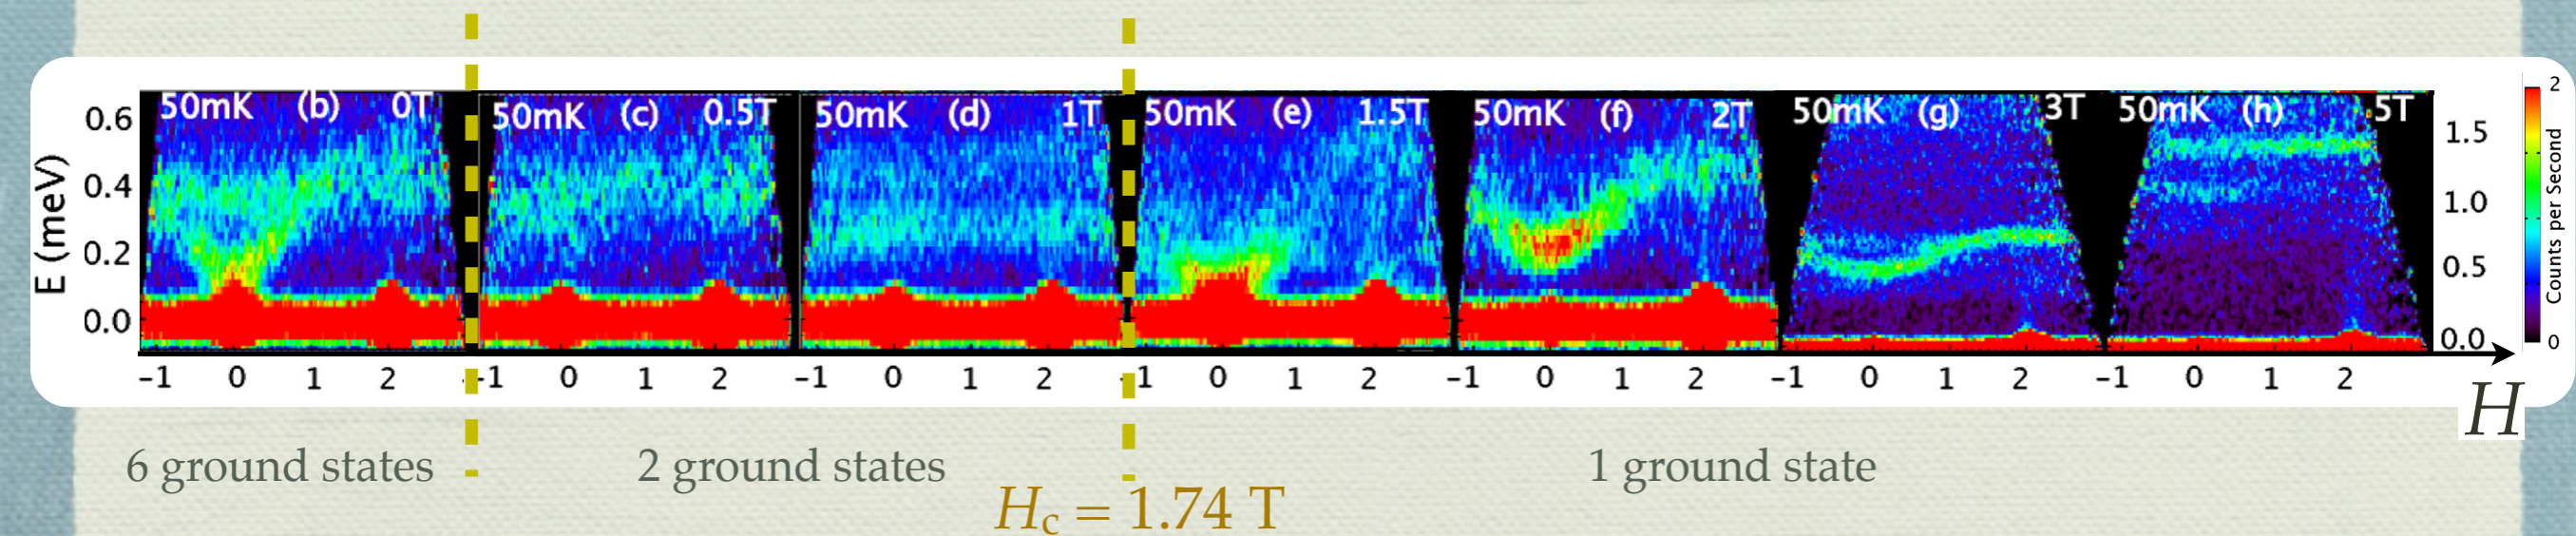 50mK (b) 0T
50mK (c) 0.5T
50mK (d) 1T
50mK (e) 1.5T
50mK (f) 2T
50mK (g) 3T
50mK (h) 5T
E (meV)
0.6
0.4
0.2
0.0
1.5
1.0
0.5
0.0
2
Counts per Second
0
-1 0 1 2
-1 0 1 2
-1 0 1 2
-1 0 1 2
-1 0 1 2
-1 0 1 2
-1 0 1 2
H
6 ground states
2 ground states
1 ground state
Hc = 1.74 T